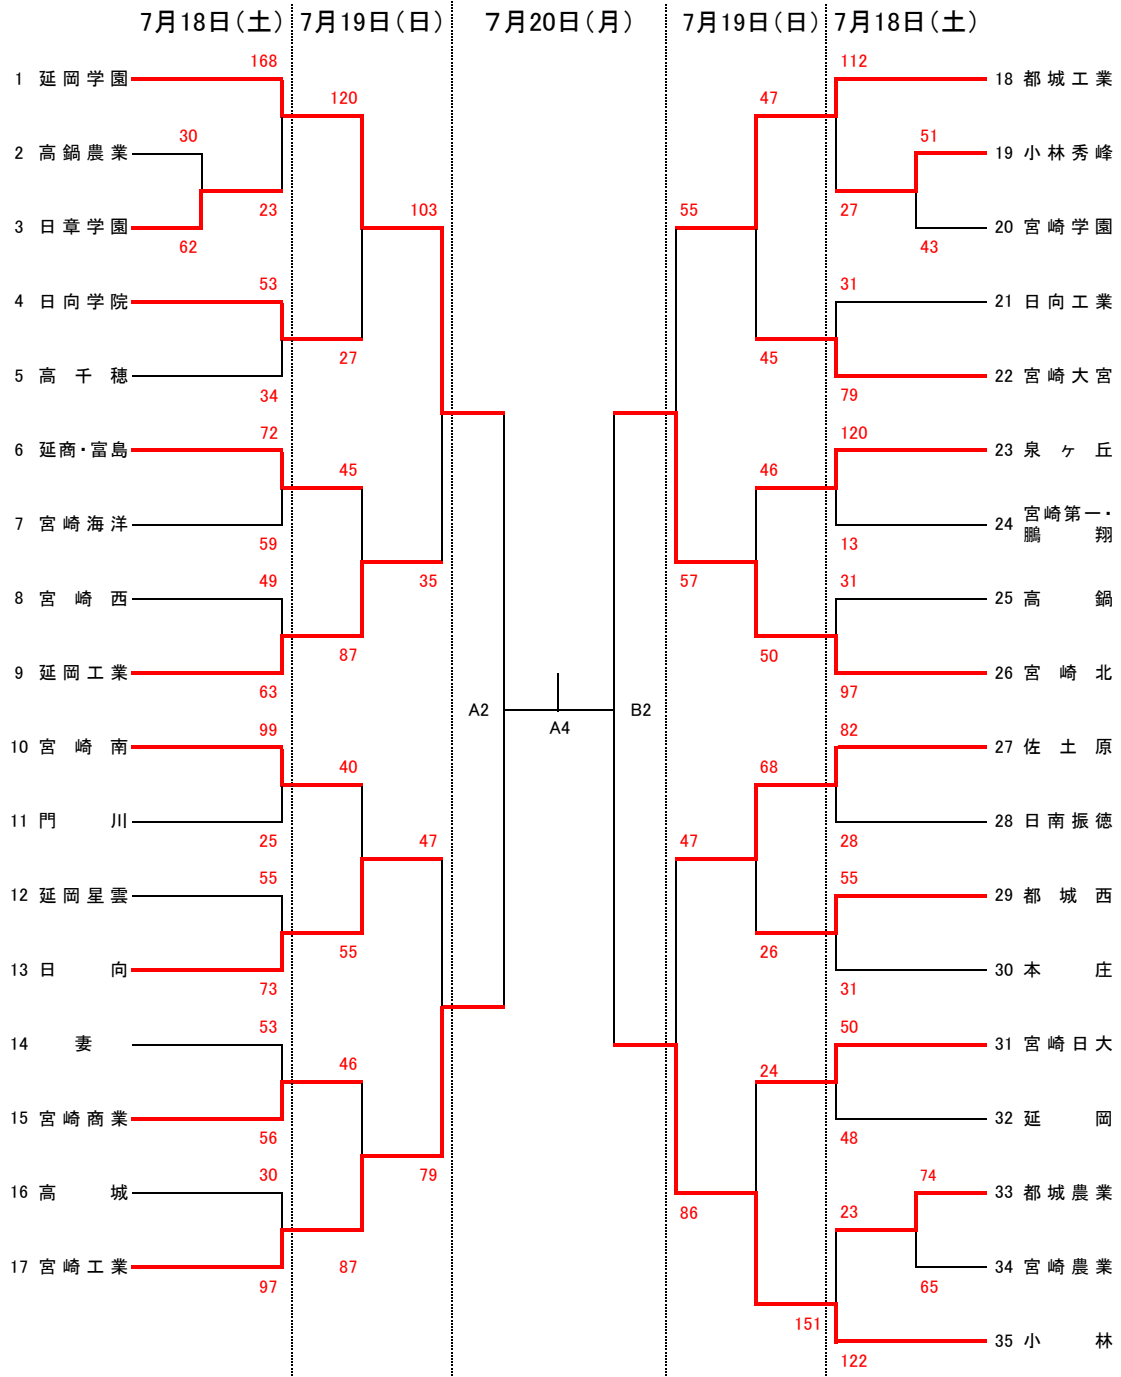 7月18日（土）
7月19日（日）
7月20日（月）
7月19日（日）
7月18日（土）
1 延岡学園
2 高鍋農業
3 日章学園
4 日向学院
5 高千穂
6 延商・富島
7 宮崎海洋
8 宮崎西
9 延岡工業
10 宮崎南
11 門川
12 延岡星雲
13 日向
14 妻
15 宮崎商業
16 高城
17 宮崎工業
168
30
23
62
53
34
72
59
49
63
99
25
55
73
53
56
30
97
120
27
45
87
40
55
46
87
103
35
47
79
A2
A4
B2
55
57
47
86
47
45
46
50
68
26
24
151
112
51
27
43
31
79
120
13
31
97
82
28
55
31
50
48
74
23
65
122
18 都城工業
19 小林秀峰
20 宮崎学園
21 日向工業
22 宮崎大宮
23 泉ヶ丘
24 宮崎第一・
鵬翔
25 高鍋
26 宮崎北
27 佐土原
28 日南振徳
29 都城西
30 本庄
31 宮崎日大
32 延岡
33 都城農業
34 宮崎農業
35 小林